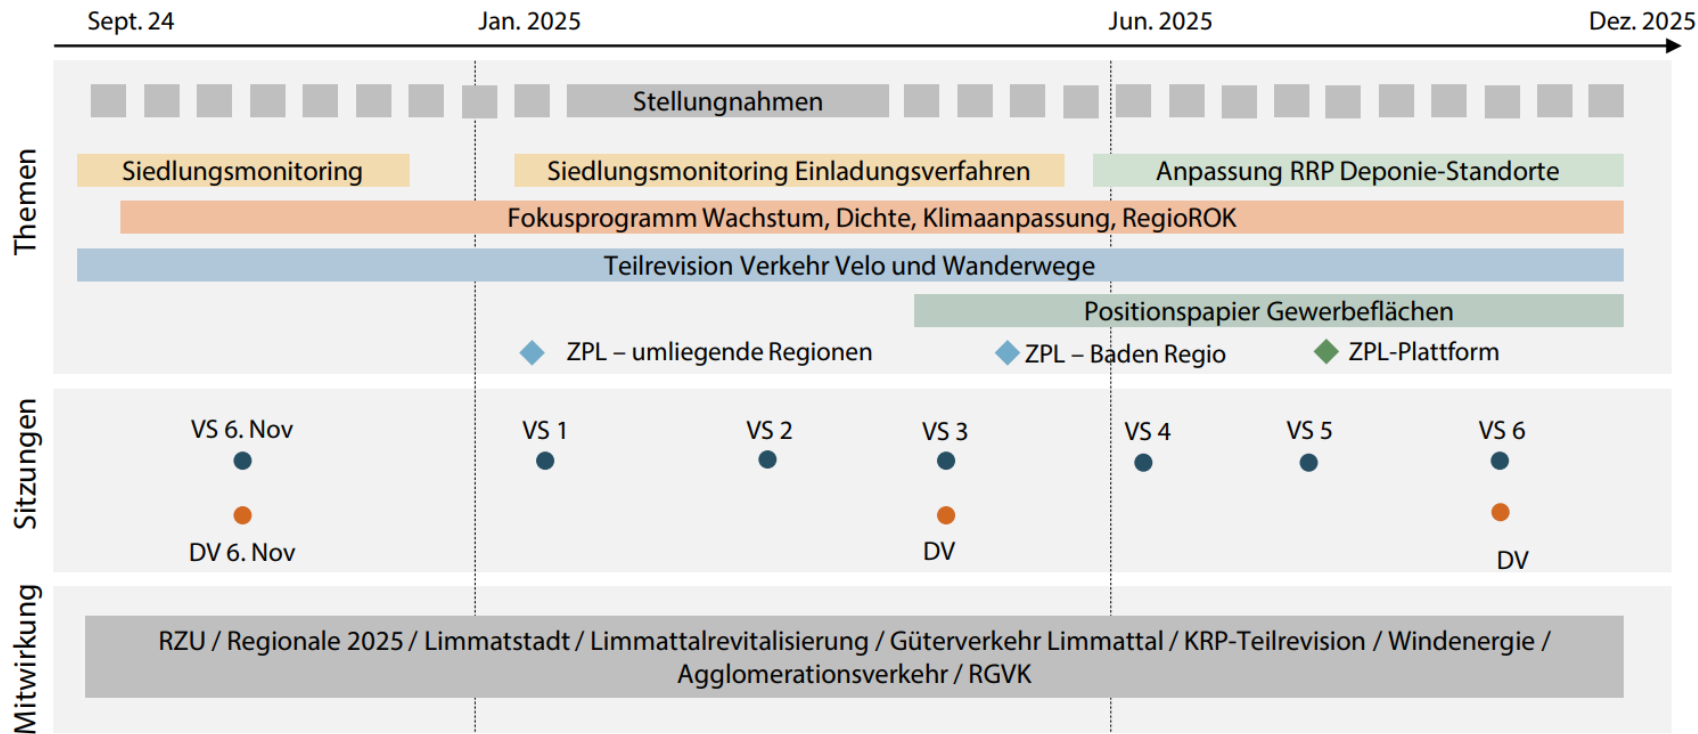 Sept. 24
Jan. 2025
Jun. 2025
Dez. 2025
Themen
Stellungnahmen
Siedlungsmonitoring
Siedlungsmonitoring Einladungsverfahren
Anpassung RRP Deponie-Standorte
Fokusprogramm Wachstum, Dichte, Klimaanpassung, RegioROK
Teilrevision Verkehr Velo und Wanderwege
Positionspapier Gewerbeflächen
ZPL – umliegende Regionen
ZPL – Baden Regio
ZPL-Plattform
Sitzungen
VS 6. Nov
VS 1
VS 2
VS 3
VS 4
VS 5
VS 6
DV 6. Nov
DV
DV
Mitwirkung
RZU / Regionale 2025 / Limmatstadt / Limmattalrevitalisierung / Güterverkehr Limmattal / KRP-Teilrevision / Windenergie /
Agglomerationsverkehr / RGVK